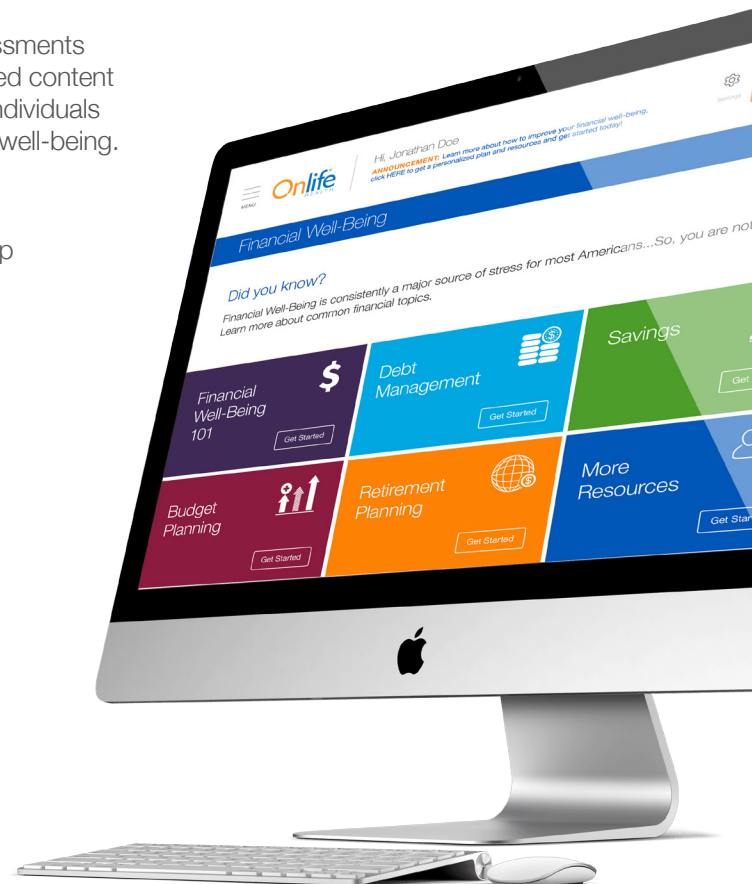 ssments
ed content
ndividuals
well-being.
p
MENU
Onlife
HEALTH
Hi, Jonathan Doe
ANNOUNCEMENT: Learn more about how to improve your financial well-being,
click HERE to get a personalized plan and resources and get started today!
Settings
Financial Well-Being
Did you know?
Financial Well-Being is consistently a major source of stress for most Americans...So, you are not
Learn more about common financial topics.
Financial
Well-Being
101
Get Started
Debt
Management
Get Started
Savings
Get
Budget
Planning
Get Started
Retirement
Planning
Get Started
More
Resources
Get Star